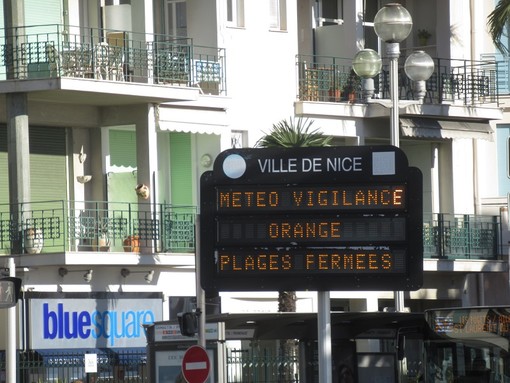 VILLE DE NICE
METEO VIGILANCE
ORANGE
PLAGES FERMEES
bluesquare